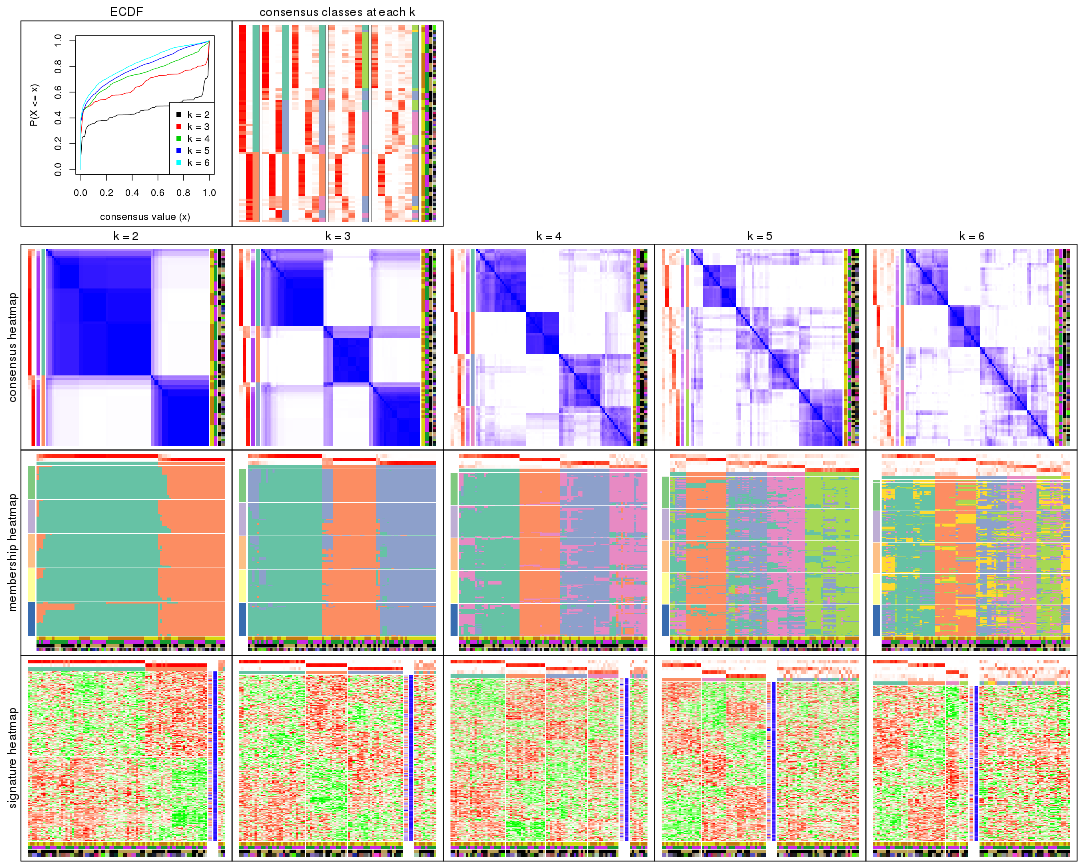 ECDF
consensus classes at each k
P(X <= x)
0.0 0.2 0.4 0.6 0.8 1.0
k = 2
k = 3
k = 4
k = 5
k = 6
0.0 0.2 0.4 0.6 0.8 1.0
consensus value (x)
k = 2
k = 3
k = 4
k = 5
k = 6
consensus heatmap
membership heatmap
signature heatmap